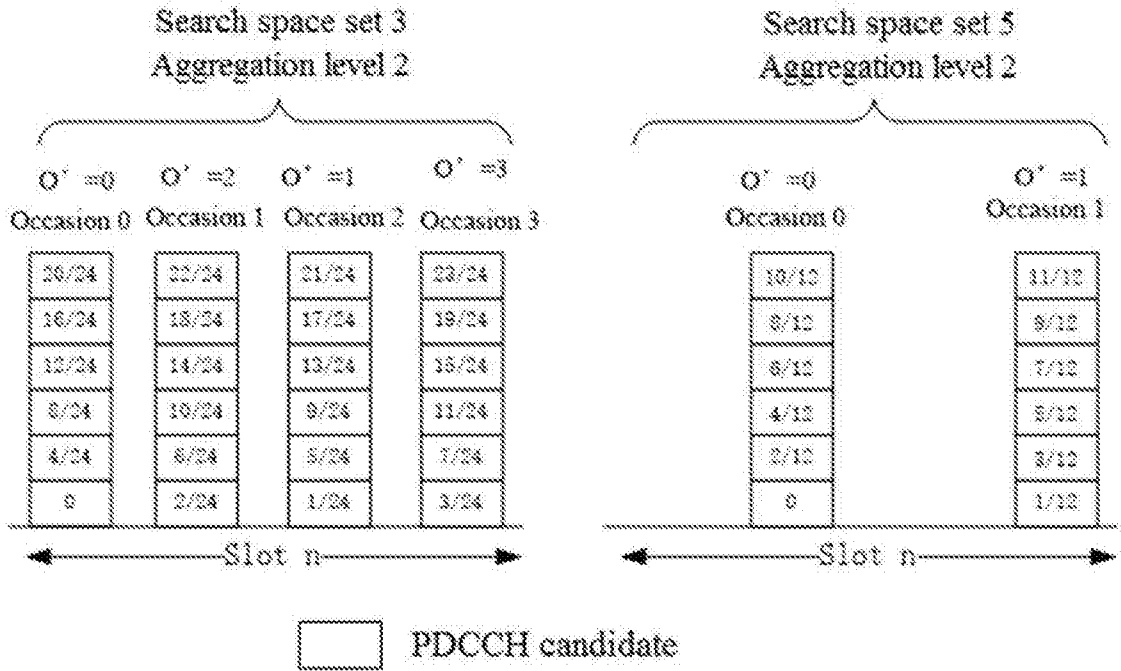 Search space set 3
Aggregation level 2
Search space set 5
Aggregation level 2
O' =0 O' =2 O' =1 O' =3
Occasion 0 Occasion 1 Occasion 2 Occasion 3
O' =0 O' =1
Occasion 0 Occasion 1
20/24 22/24 21/24 23/24
16/24 18/24 17/24 19/24
12/24 14/24 13/24 15/24
8/24 10/24 9/24 11/24
4/24 6/24 5/24 7/24
0 2/24 1/24 3/24
10/12 11/12
8/12 9/12
6/12 7/12
4/12 5/12
2/12 3/12
0 1/12
Slot n
Slot n
PDCCH candidate